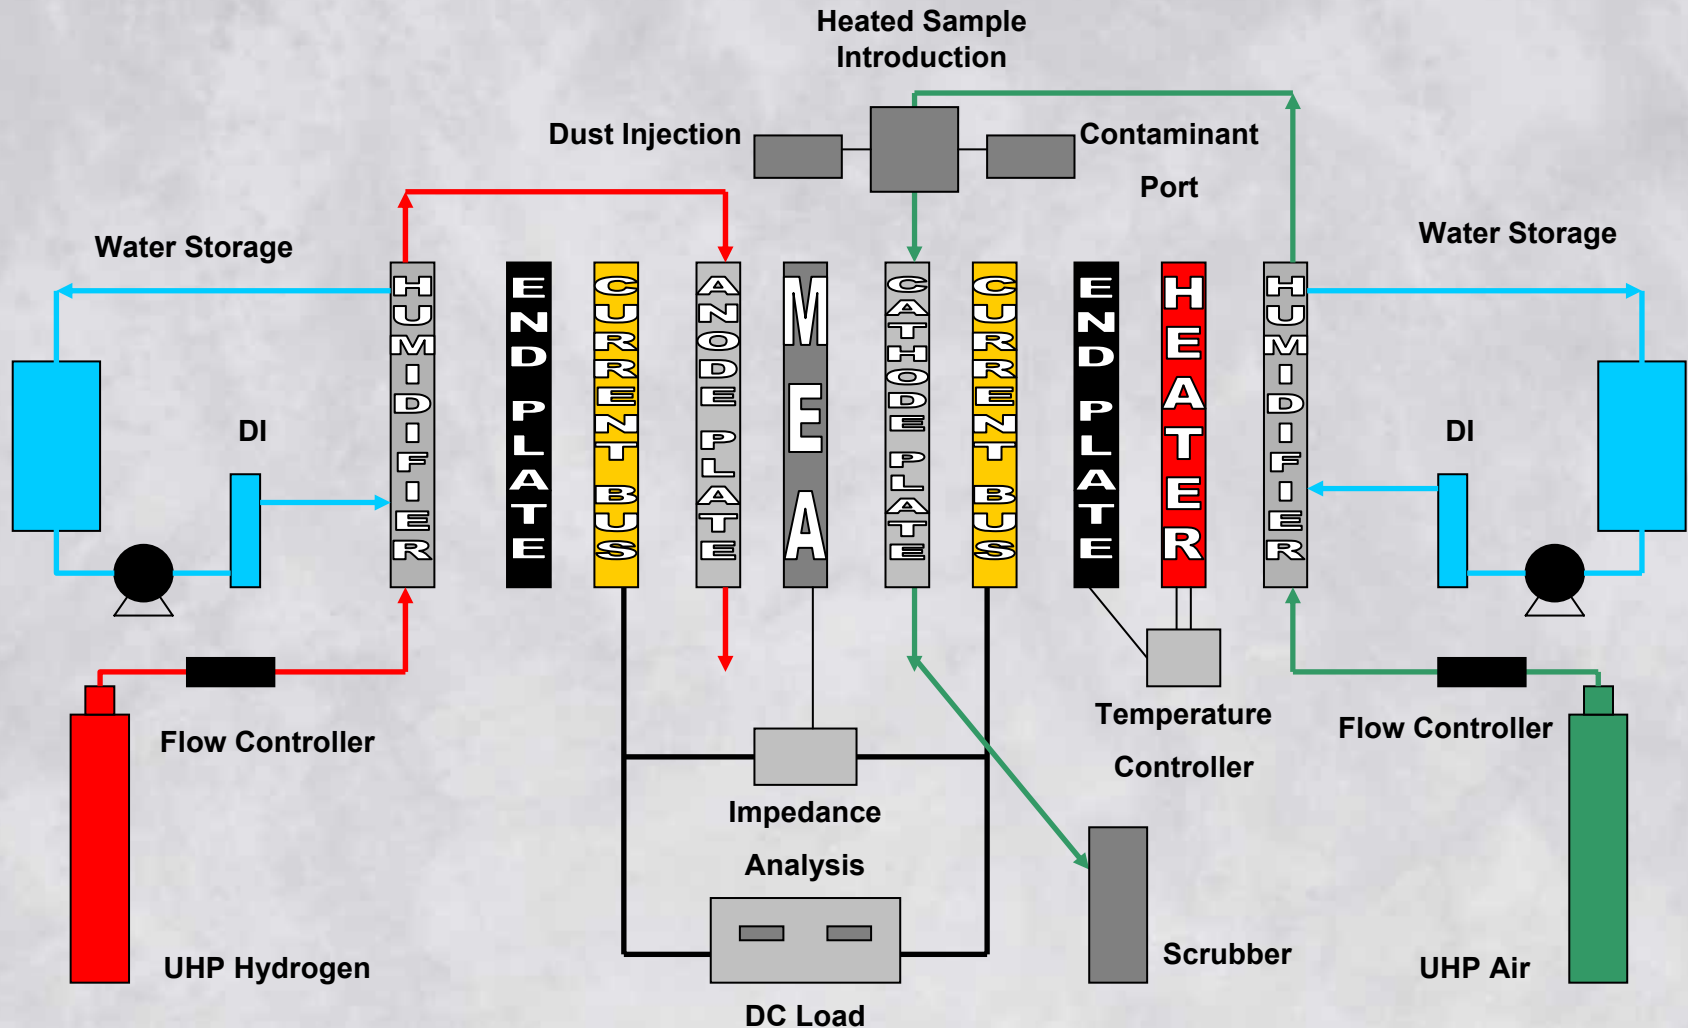 Heated Sample
Introduction
Dust Injection
Contaminant
Port
Water Storage
Water Storage
HUMIDIFIER
END PLATE
CURRENT BUS
ANODE PLATE
MEA
CATHODE PLATE
CURRENT BUS
END PLATE
HEATER
HUMIDIFIER
DI
DI
Flow Controller
Temperature
Controller
Flow Controller
Impedance
Analysis
UHP Hydrogen
Scrubber
UHP Air
DC Load